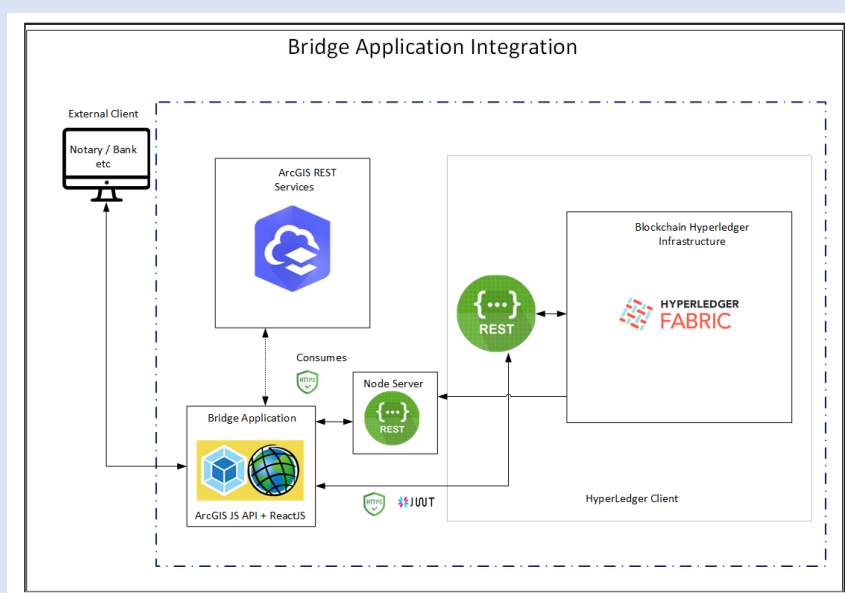 Bridge Application Integration
External Client
Notary / Bank
etc
ArcGIS REST
Services
Blockchain Hyperledger
Infrastructure
{...}
REST
HYPERLEDGER
FABRIC
Consumes
HTTPS
Node Server
{...}
REST
Bridge Application
ArcGIS JS API + ReactJS
HTTPS
JWT
HyperLedger Client